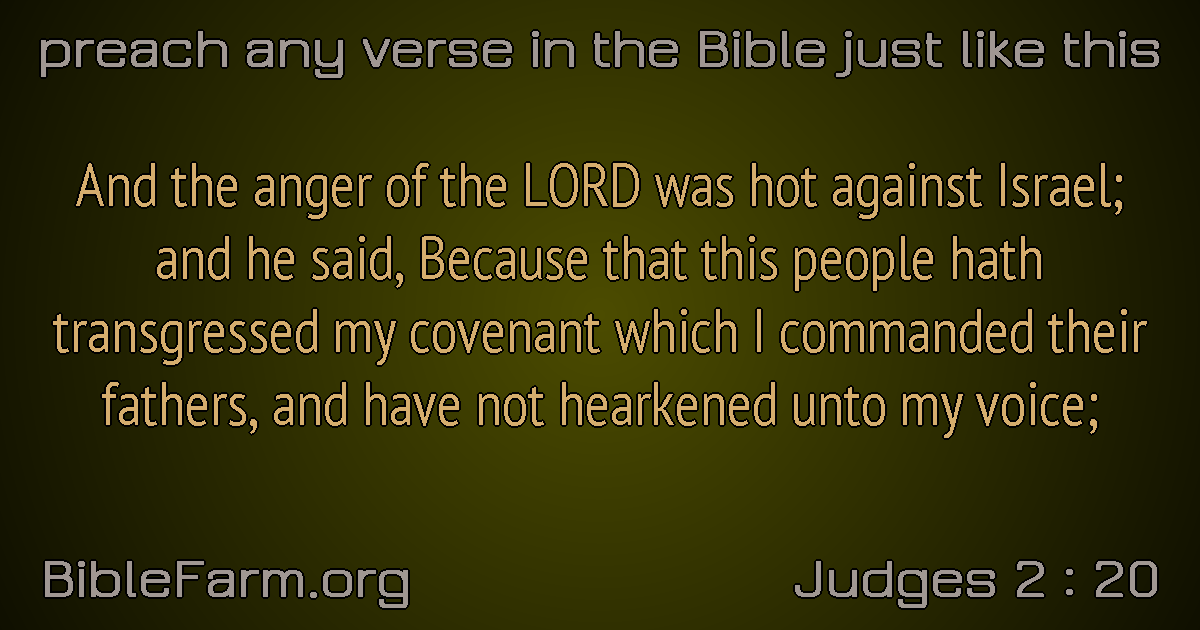 preach any verse in the Bible just like this
And the anger of the LORD was hot against Israel;
and he said, Because that this people hath
transgressed my covenant which I commanded their
fathers, and have not hearkened unto my voice;
BibleFarm.org
Judges 2 : 20